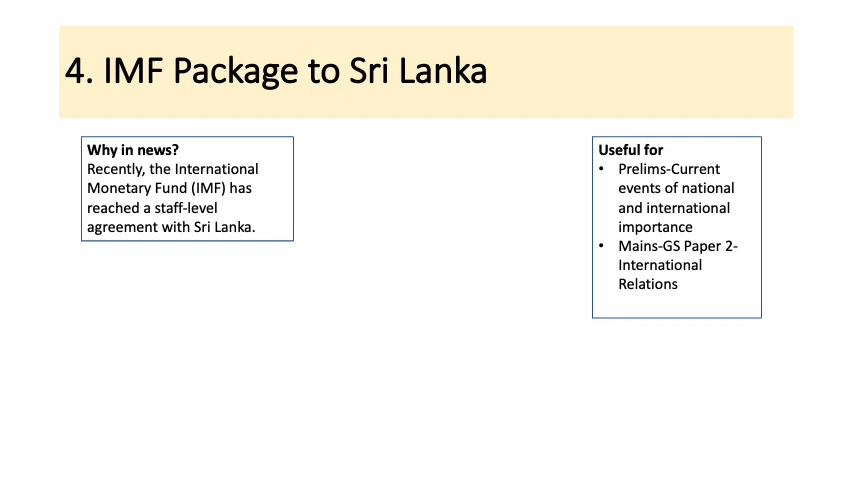 4. IMF Package to Sri Lanka
Why in news?
Recently, the International
Monetary Fund (IMF) has
reached a staff-level
agreement with Sri Lanka.
Useful for
• Prelims-Current
events of national
and international
importance
• Mains-GS Paper 2-
International
Relations